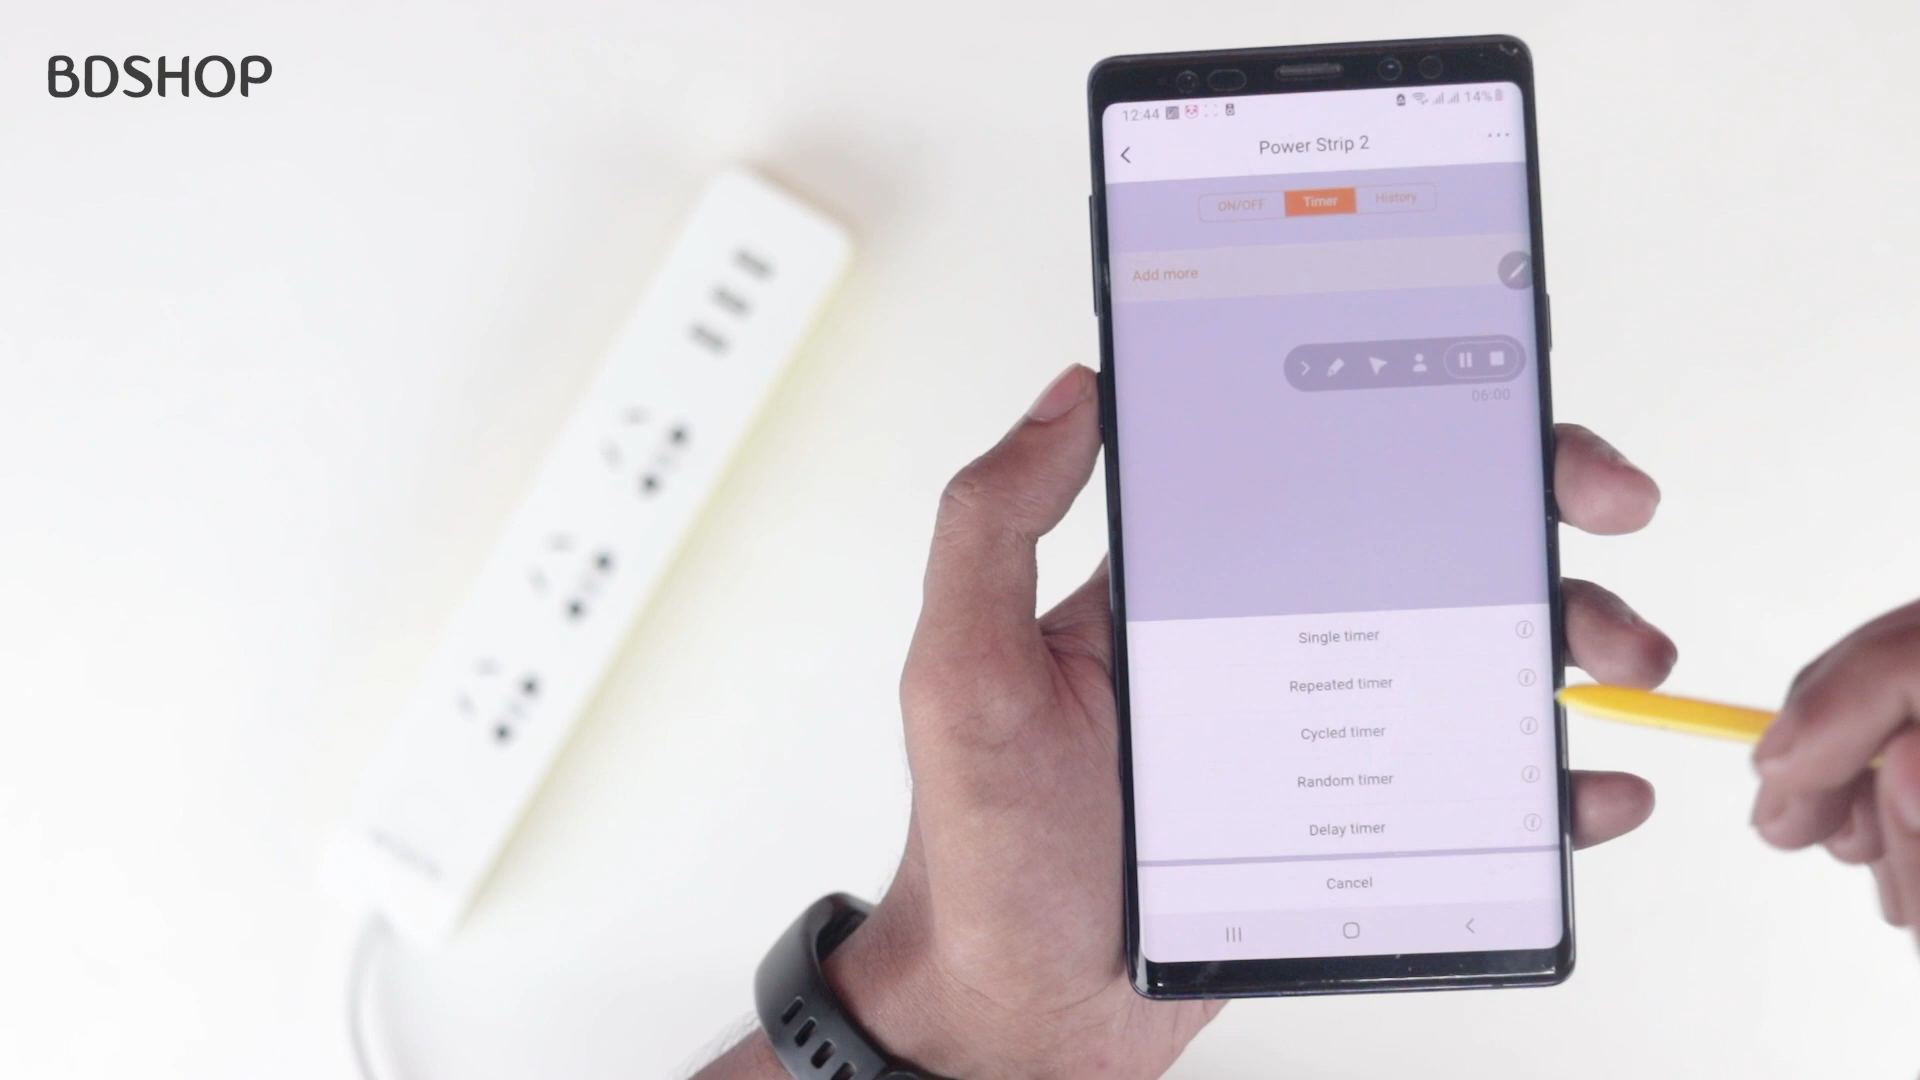 BDSHOP
12:44
14%
Power Strip 2
ON/OFF Timer History
Add more
06:00
Single timer
Repeated timer
Cycled timer
Random timer
Delay timer
Cancel